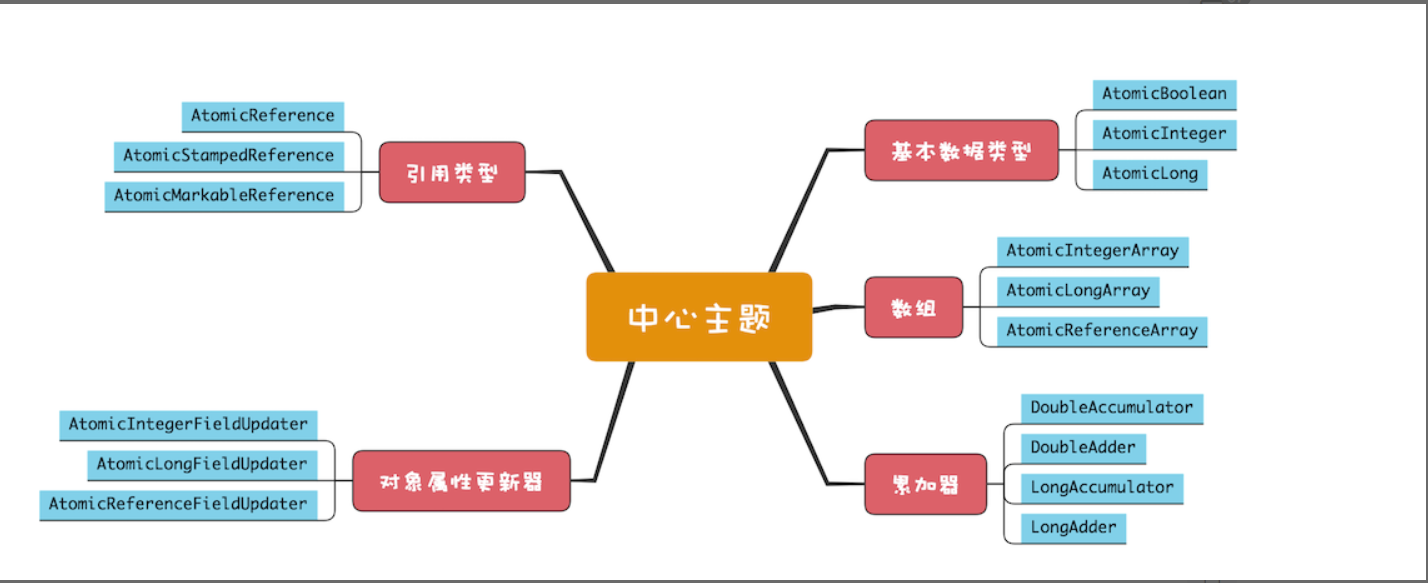 中心主题
基本数据类型
AtomicBoolean
AtomicInteger
AtomicLong
数组
AtomicIntegerArray
AtomicLongArray
AtomicReferenceArray
累加器
DoubleAccumulator
DoubleAdder
LongAccumulator
LongAdder
引用类型
AtomicReference
AtomicStampedReference
AtomicMarkableReference
对象属性更新器
AtomicIntegerFieldUpdater
AtomicLongFieldUpdater
AtomicReferenceFieldUpdater